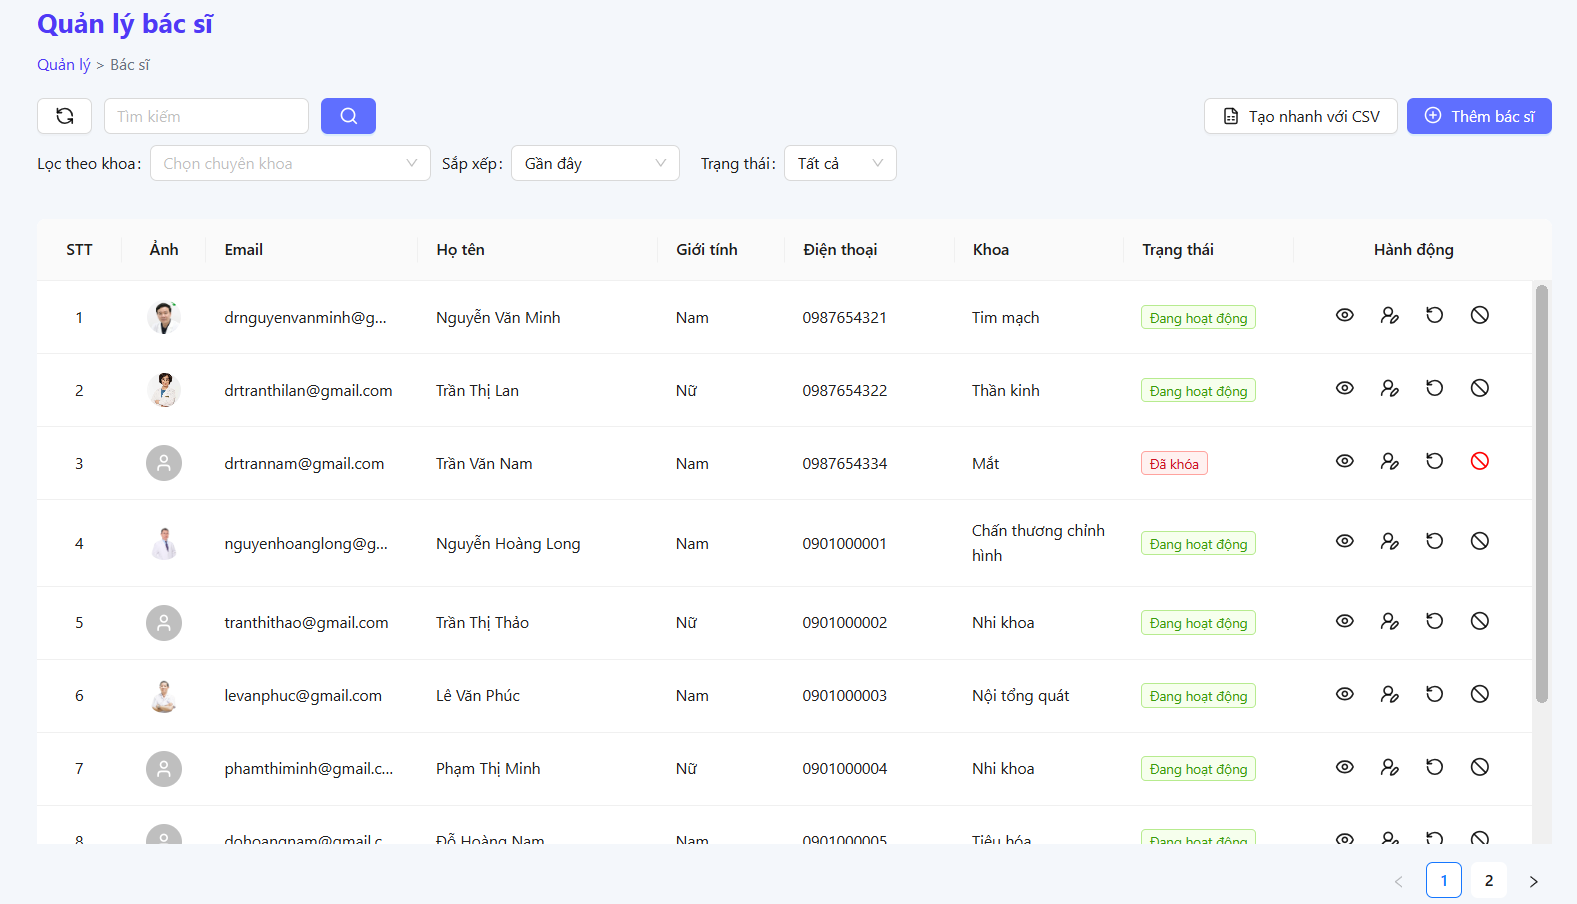 Quản lý bác sĩ
Quản lý > Bác sĩ
Tìm kiếm
Tạo nhanh với CSV
Thêm bác sĩ
Lọc theo khoa: Chọn chuyên khoa Sắp xếp: Gần đây Trạng thái: Tất cả
STT Ảnh Email Họ tên Giới tính Điện thoại Khoa Trạng thái Hành động
1 drnguyenvanminh@g... Nguyễn Văn Minh Nam 0987654321 Tim mạch Đang hoạt động
2 drtranthilan@gmail.com Trần Thị Lan Nữ 0987654322 Thần kinh Đang hoạt động
3 drtrannam@gmail.com Trần Văn Nam Nam 0987654334 Mắt Đã khóa
4 nguyenhoanglong@g... Nguyễn Hoàng Long Nam 0901000001 Chấn thương chỉnh hình Đang hoạt động
5 tranthithao@gmail.com Trần Thị Thảo Nữ 0901000002 Nhi khoa Đang hoạt động
6 levanphuc@gmail.com Lê Văn Phúc Nam 0901000003 Nội tổng quát Đang hoạt động
7 phamthiminh@gmail.c... Phạm Thị Minh Nữ 0901000004 Nhi khoa Đang hoạt động
8 dohoangnam@gmail.c... Đỗ Hoàng Nam Nam 0901000005 Tiêu hóa Đang hoạt động
1 2